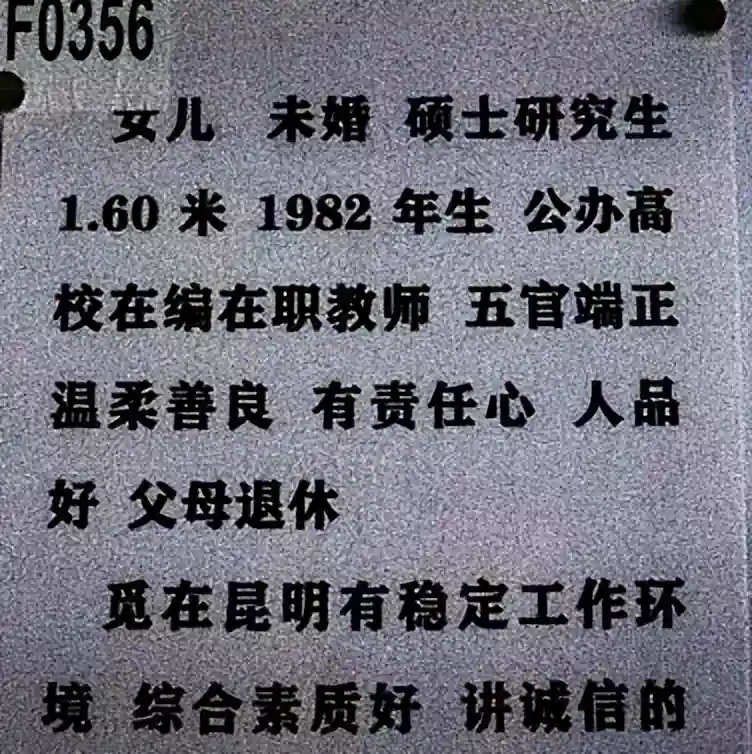 F0356
女儿 未婚 硕士研究生
1.60 米 1982 年生 公办高
校在编在职教师 五官端正
温柔善良 有责任心 人品
好 父母退休
觅在昆明有稳定工作环
境 综合素质好 讲诚信的